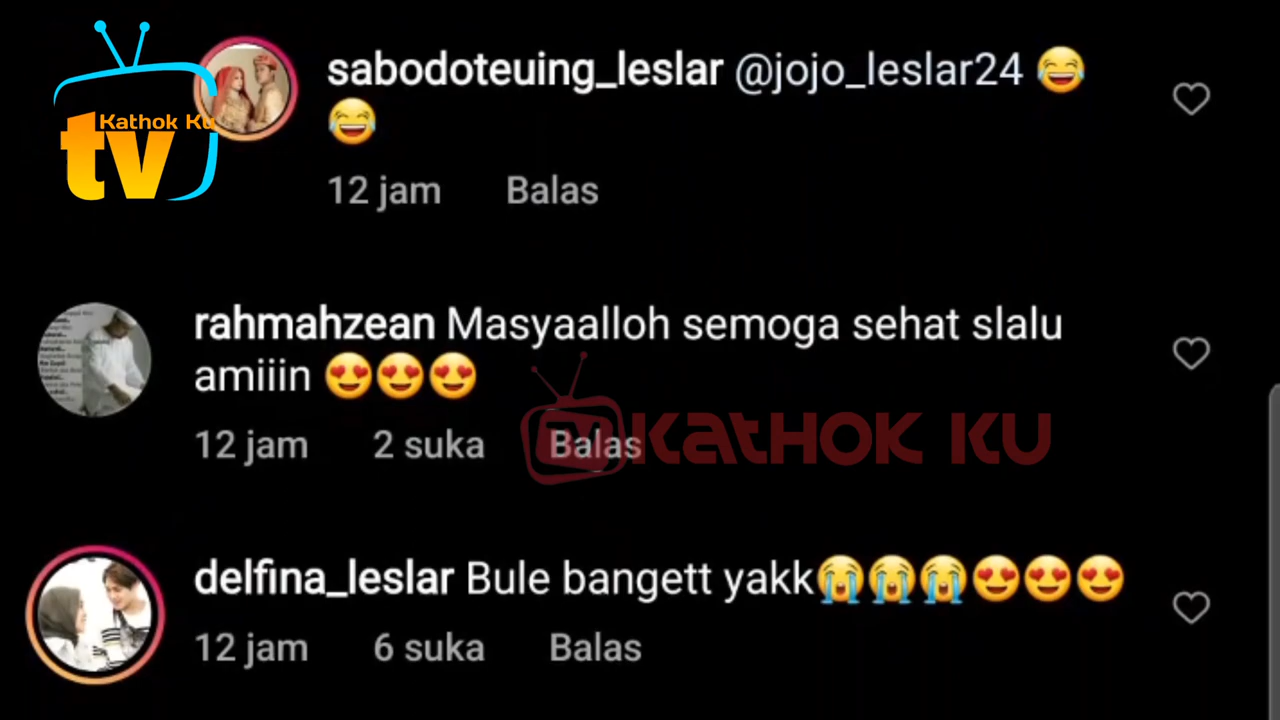 Kathok Ku
tv
sabodoteuing_leslar @jojo_leslar24 😂
😂
12 jam Balas
rahmahzean Masyaalloh semoga sehat slalu
amiiin 😍😍😍
12 jam 2 suka Balas
KATHOK KU
delfina_leslar Bule bangett yakk😭😭😭😍😍😍
12 jam 6 suka Balas